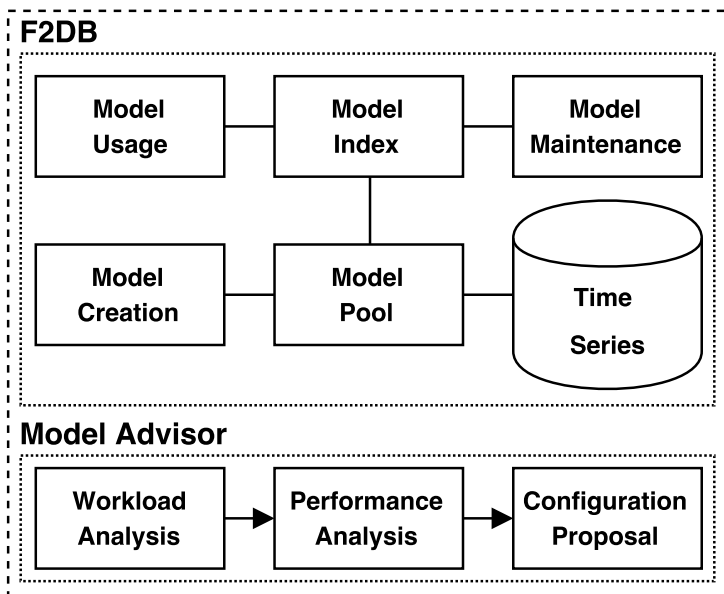 F2DB
Model
Usage
Model
Index
Model
Maintenance
Model
Creation
Model
Pool
Time
Series
Model Advisor
Workload
Analysis
Performance
Analysis
Configuration
Proposal